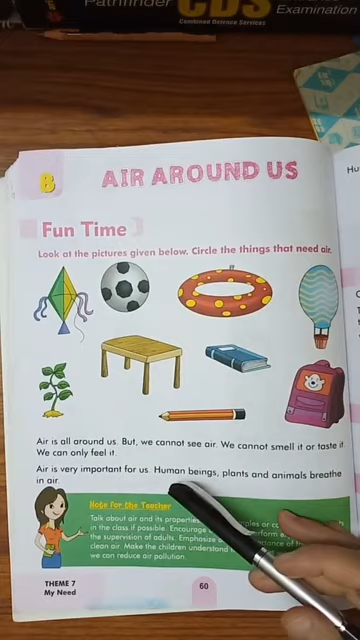 Pathfinder CDS Examination
Combined Defence Services
8
AIR AROUND US
Fun Time
Look at the pictures given below. Circle the things that need air.
Air is all around us. But, we cannot see air. We cannot smell it or taste it.
We can only feel it.
Air is very important for us. Human beings, plants and animals breathe
in air.
Note for the Teacher
Talk about air and its properties
in the class if possible. Encourage
the supervision of adults. Emphasize
clean air. Make the children understand
we can reduce air pollution.
THEME 7
My Need
60
Hu